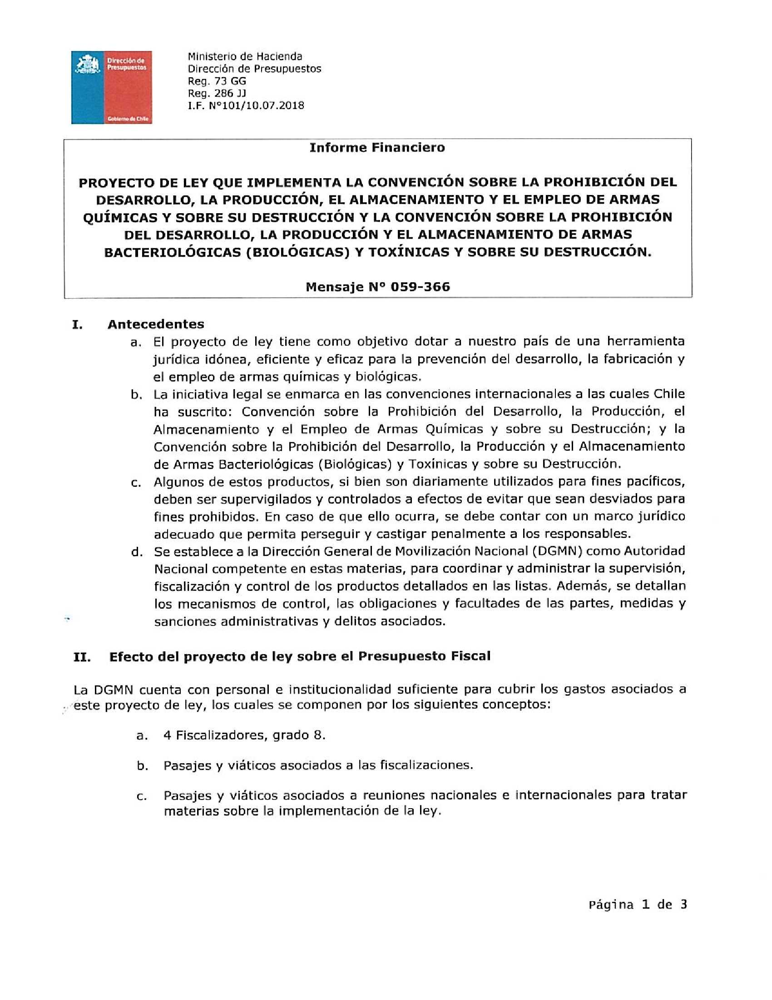 Dirección de
Presupuestos
Gobierno de Chile
Ministerio de Hacienda
Dirección de Presupuestos
Reg. 73 GG
Reg. 286 JJ
I.F. N°101/10.07.2018
Informe Financiero
PROYECTO DE LEY QUE IMPLEMENTA LA CONVENCIÓN SOBRE LA PROHIBICIÓN DEL
DESARROLLO, LA PRODUCCIÓN, EL ALMACENAMIENTO Y EL EMPLEO DE ARMAS
QUÍMICAS Y SOBRE SU DESTRUCCIÓN Y LA CONVENCIÓN SOBRE LA PROHIBICIÓN
DEL DESARROLLO, LA PRODUCCIÓN Y EL ALMACENAMIENTO DE ARMAS
BACTERIOLÓGICAS (BIOLÓGICAS) Y TOXÍNICAS Y SOBRE SU DESTRUCCIÓN.
Mensaje Nº 059-366
I. Antecedentes
a. El proyecto de ley tiene como objetivo dotar a nuestro país de una herramienta
jurídica idónea, eficiente y eficaz para la prevención del desarrollo, la fabricación y
el empleo de armas químicas y biológicas.
b. La iniciativa legal se enmarca en las convenciones internacionales a las cuales Chile
ha suscrito: Convención sobre la Prohibición del Desarrollo, la Producción, el
Almacenamiento y el Empleo de Armas Químicas y sobre su Destrucción; y la
Convención sobre la Prohibición del Desarrollo, la Producción y el Almacenamiento
de Armas Bacteriológicas (Biológicas) y Toxínicas y sobre su Destrucción.
c. Algunos de estos productos, si bien son diariamente utilizados para fines pacíficos,
deben ser supervigilados y controlados a efectos de evitar que sean desviados para
fines prohibidos. En caso de que ello ocurra, se debe contar con un marco jurídico
adecuado que permita perseguir y castigar penalmente a los responsables.
d. Se establece a la Dirección General de Movilización Nacional (DGMN) como Autoridad
Nacional competente en estas materias, para coordinar y administrar la supervisión,
fiscalización y control de los productos detallados en las listas. Además, se detallan
los mecanismos de control, las obligaciones y facultades de las partes, medidas y
sanciones administrativas y delitos asociados.
II. Efecto del proyecto de ley sobre el Presupuesto Fiscal
La DGMN cuenta con personal e institucionalidad suficiente para cubrir los gastos asociados a
este proyecto de ley, los cuales se componen por los siguientes conceptos:
a. 4 Fiscalizadores, grado 8.
b. Pasajes y viáticos asociados a las fiscalizaciones.
c. Pasajes y viáticos asociados a reuniones nacionales e internacionales para tratar
materias sobre la implementación de la ley.
Página 1 de 3